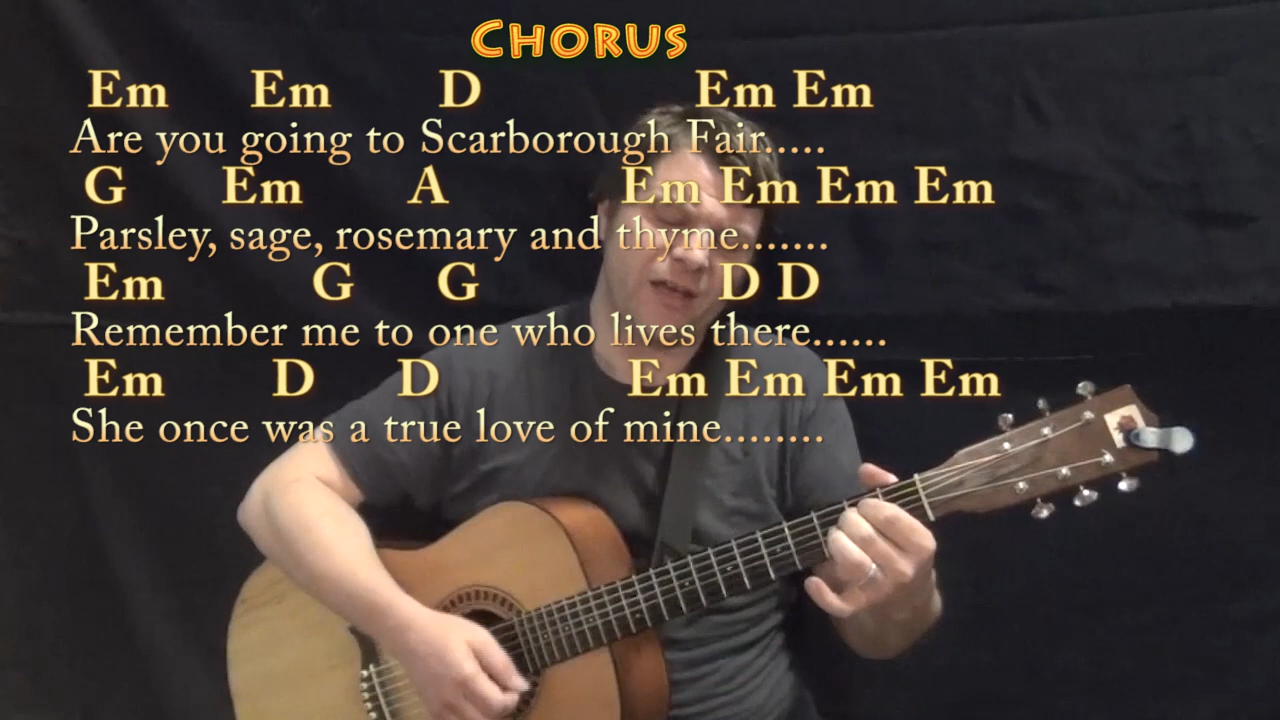 CHORUS
Em Em D Em Em
Are you going to Scarborough Fair.....
G Em A Em Em Em Em
Parsley, sage, rosemary and thyme.......
Em G G D D
Remember me to one who lives there......
Em D D Em Em Em Em
She once was a true love of mine........